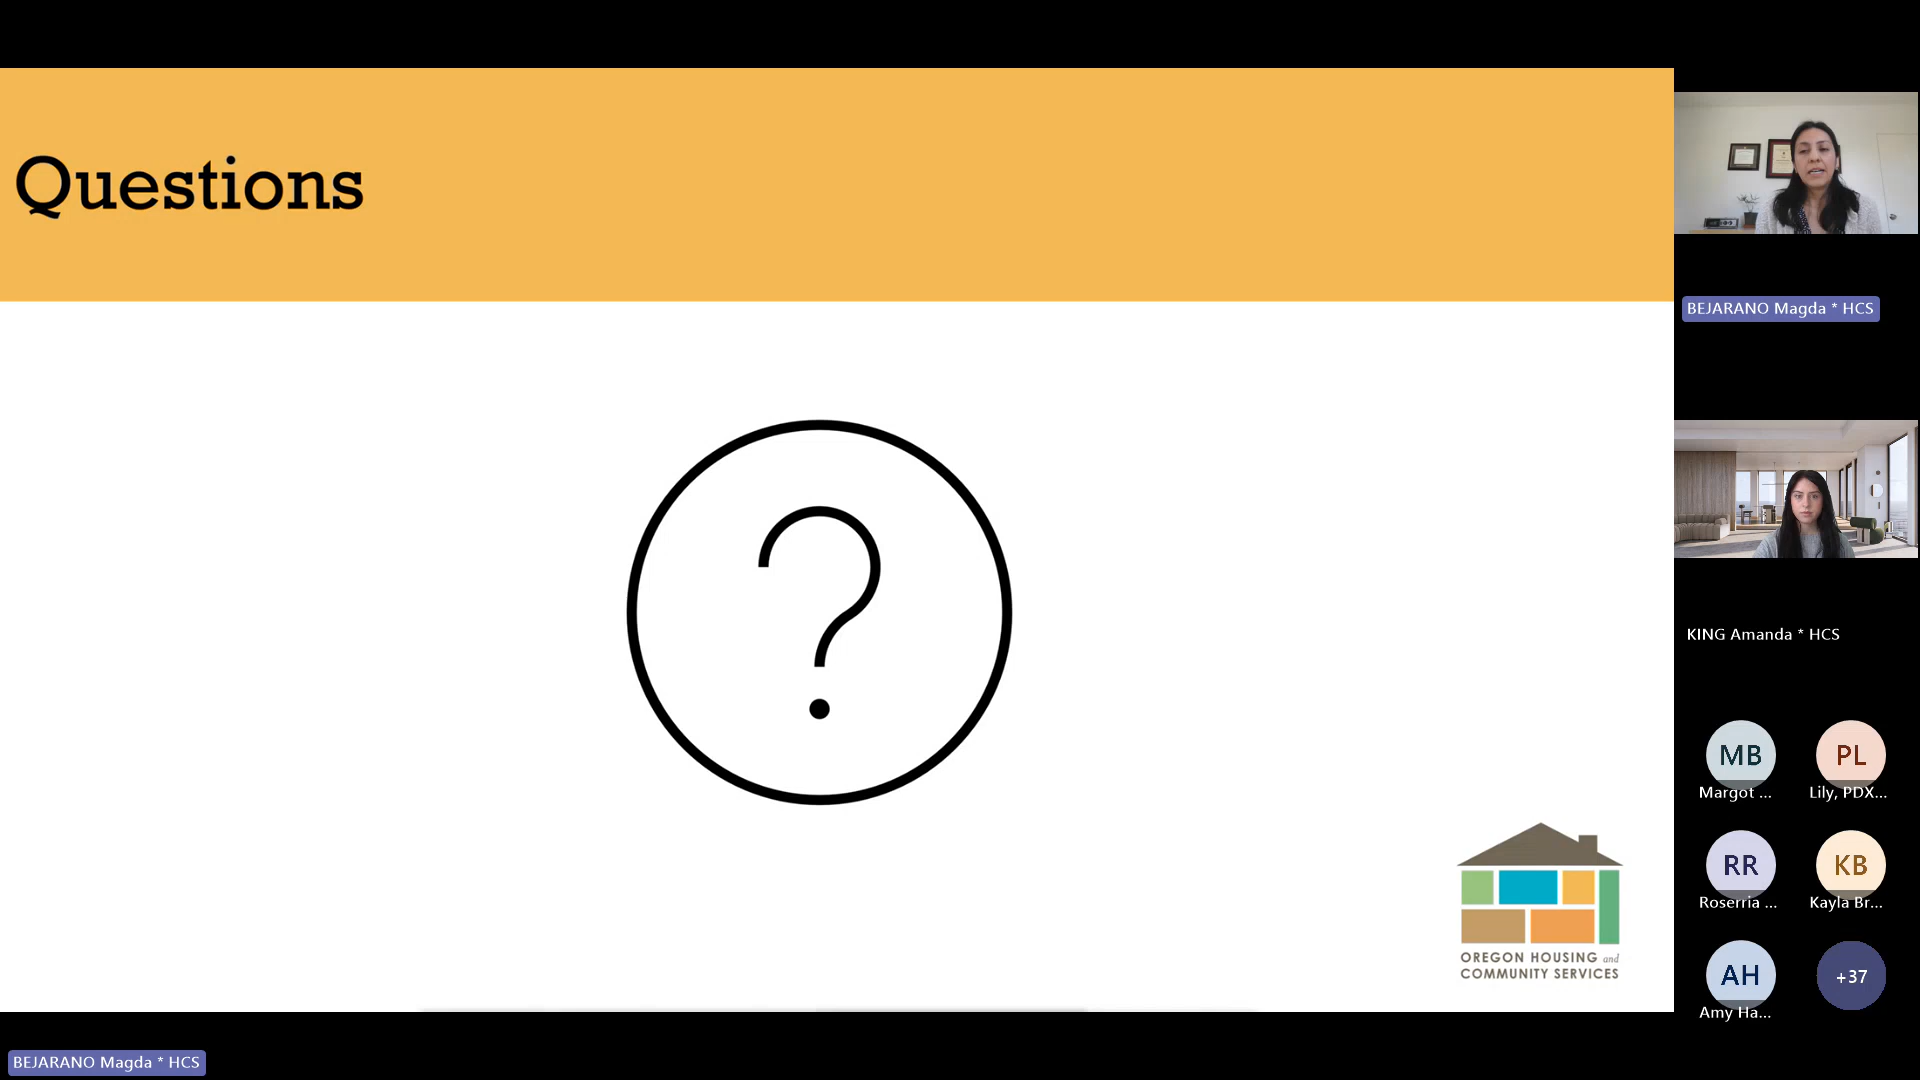 Questions
?
OREGON HOUSING and
COMMUNITY SERVICES
BEJARANO Magda * HCS
KING Amanda * HCS
MB
Margot ...
PL
Lily, PDX...
RR
Roserria ...
KB
Kayla Br...
AH
Amy Ha...
+37
BEJARANO Magda * HCS